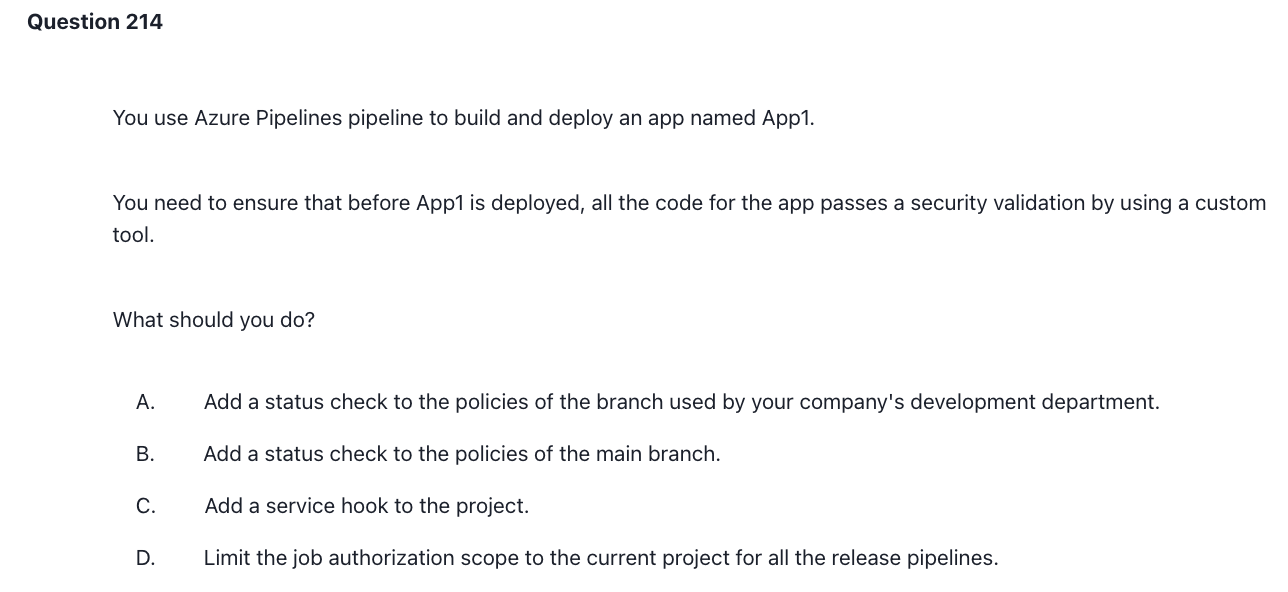 Question 214
You use Azure Pipelines pipeline to build and deploy an app named App1.
You need to ensure that before App1 is deployed, all the code for the app passes a security validation by using a custom
tool.
What should you do?
A. Add a status check to the policies of the branch used by your company's development department.
B. Add a status check to the policies of the main branch.
C. Add a service hook to the project.
D. Limit the job authorization scope to the current project for all the release pipelines.